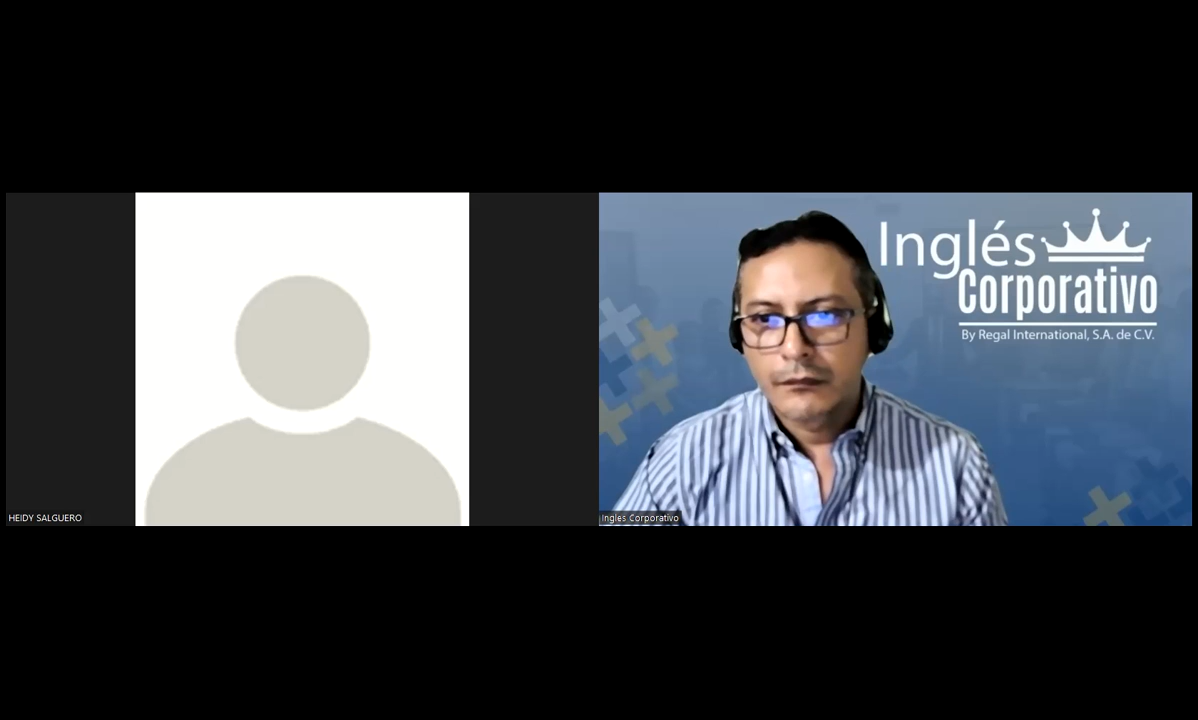 HEIDY SALGUERO
Inglés
Corporativo
By Regal International, S.A. de C.V.
Ingles Corporativo